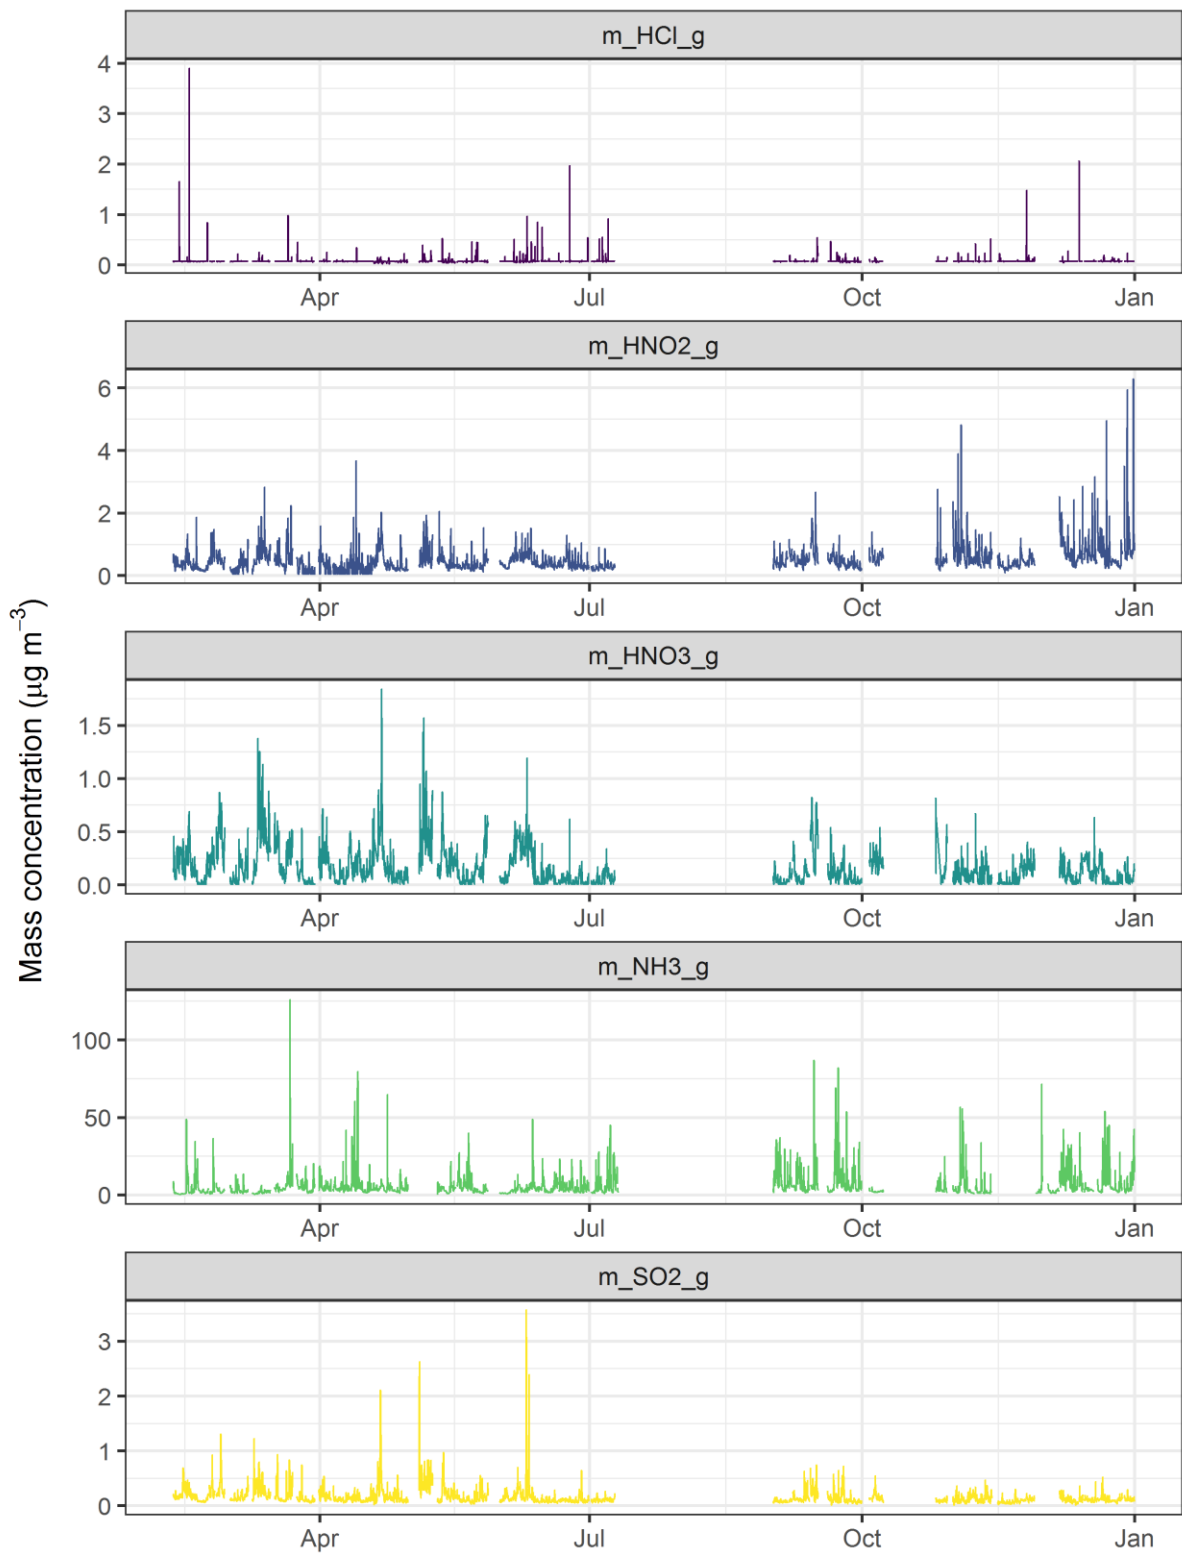 m_HCl_g
4
3
2
1
0
Apr Jul Oct Jan
m_HNO2_g
6
4
2
0
Apr Jul Oct Jan
m_HNO3_g
1.5
1.0
0.5
0.0
Apr Jul Oct Jan
m_NH3_g
100
50
0
Apr Jul Oct Jan
m_SO2_g
3
2
1
0
Apr Jul Oct Jan
Mass concentration (μg m⁻³)